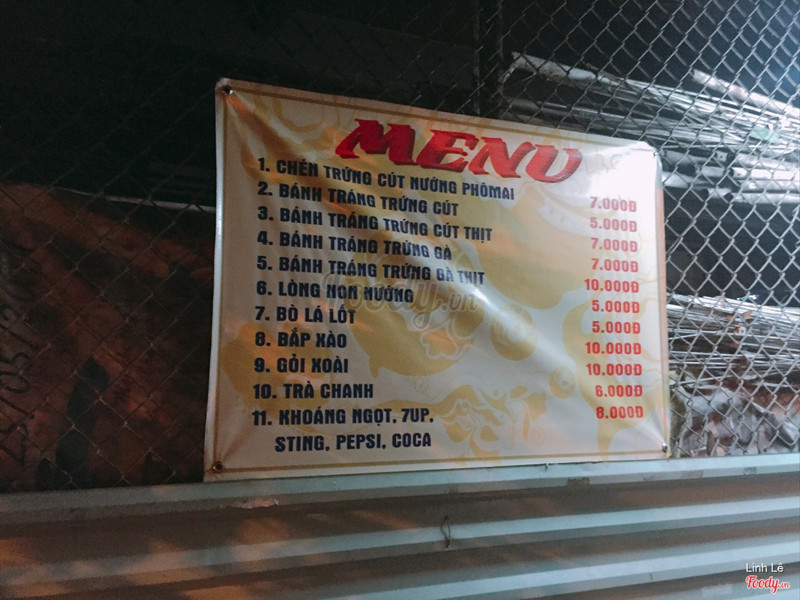 MENU
1. CHÉN TRỨNG CÚT NƯỚNG PHÔMAI 7.000Đ
2. BÁNH TRÁNG TRỨNG CÚT 5.000Đ
3. BÁNH TRÁNG TRỨNG CÚT THỊT 7.000Đ
4. BÁNH TRÁNG TRỨNG GÀ 7.000Đ
5. BÁNH TRÁNG TRỨNG GÀ THỊT 10.000Đ
6. LÒNG NON NƯỚNG 5.000Đ
7. BÒ LÁ LỐT 5.000Đ
8. BẮP XÀO 10.000Đ
9. GỎI XOÀI 10.000Đ
10. TRÀ CHANH 6.000Đ
11. KHOÁNG NGỌT, 7UP, 8.000Đ
STING, PEPSI, COCA
Foody.vn
Linh Lê
Foody.vn